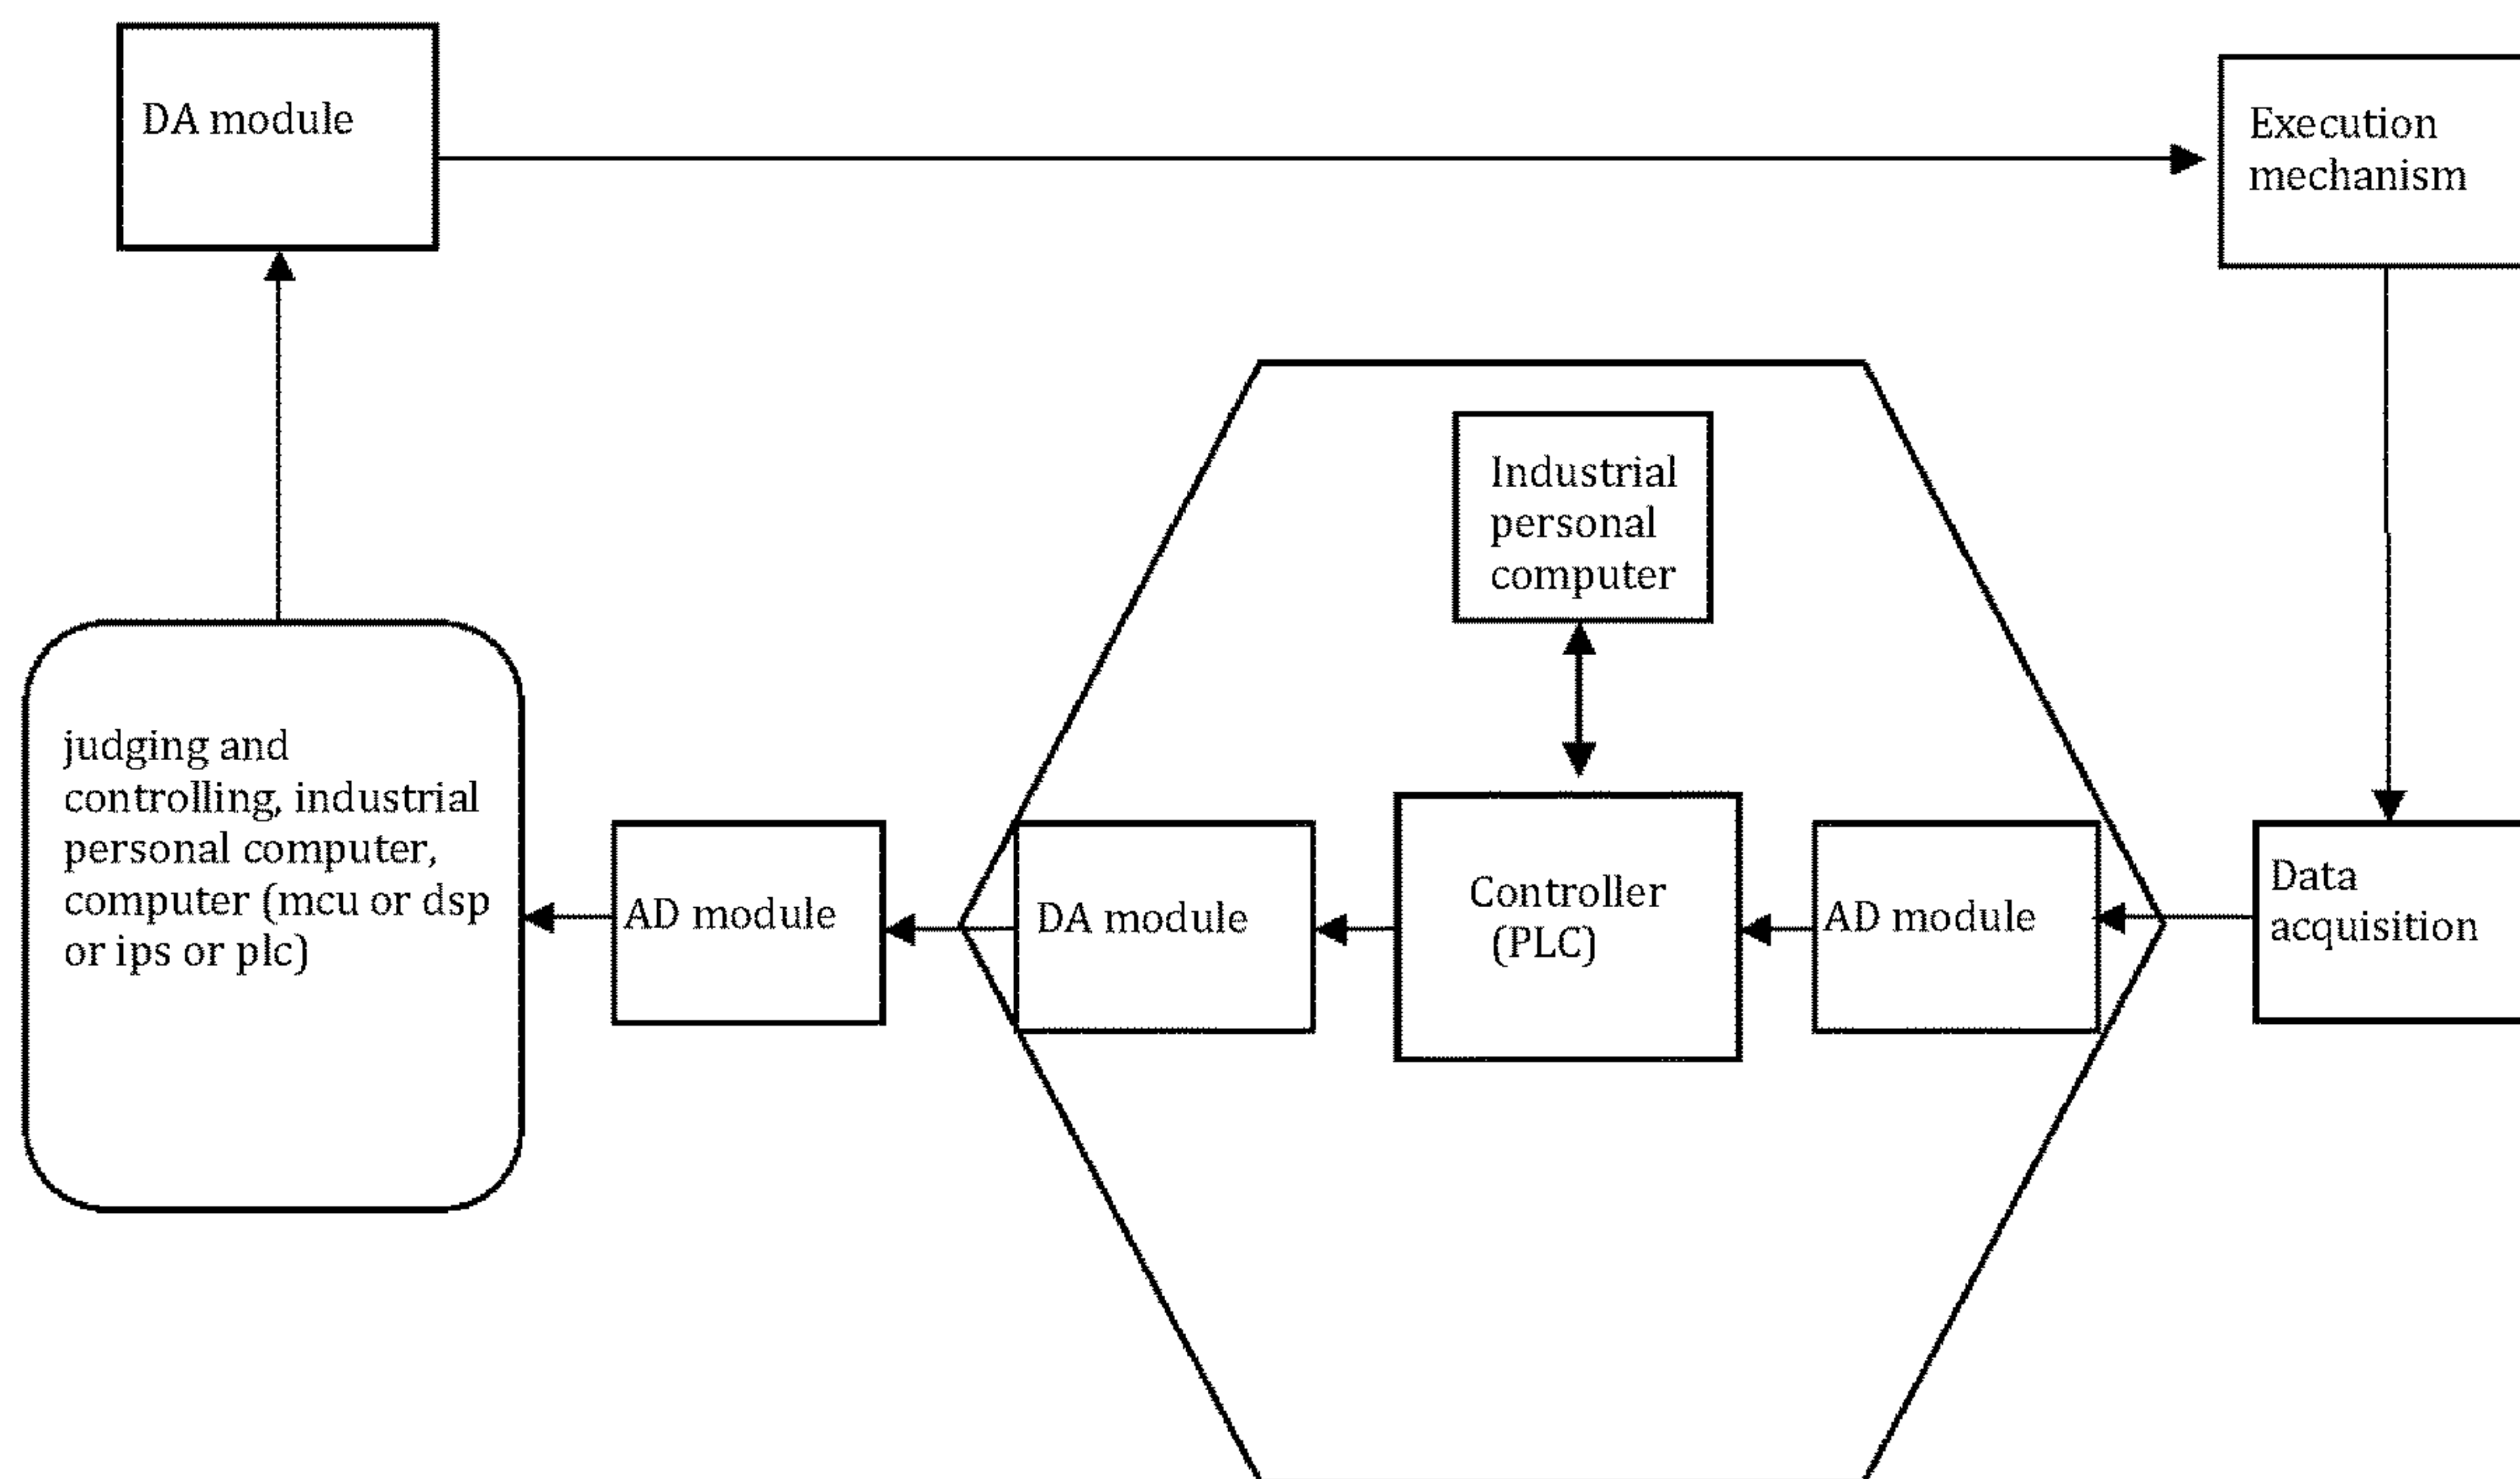 DA module
Execution
mechanism
Industrial
personal
computer
judging and
controlling, industrial
personal computer,
computer (mcu or dsp
or ips or plc)
AD module
DA module
Controller
(PLC)
AD module
Data
acquisition